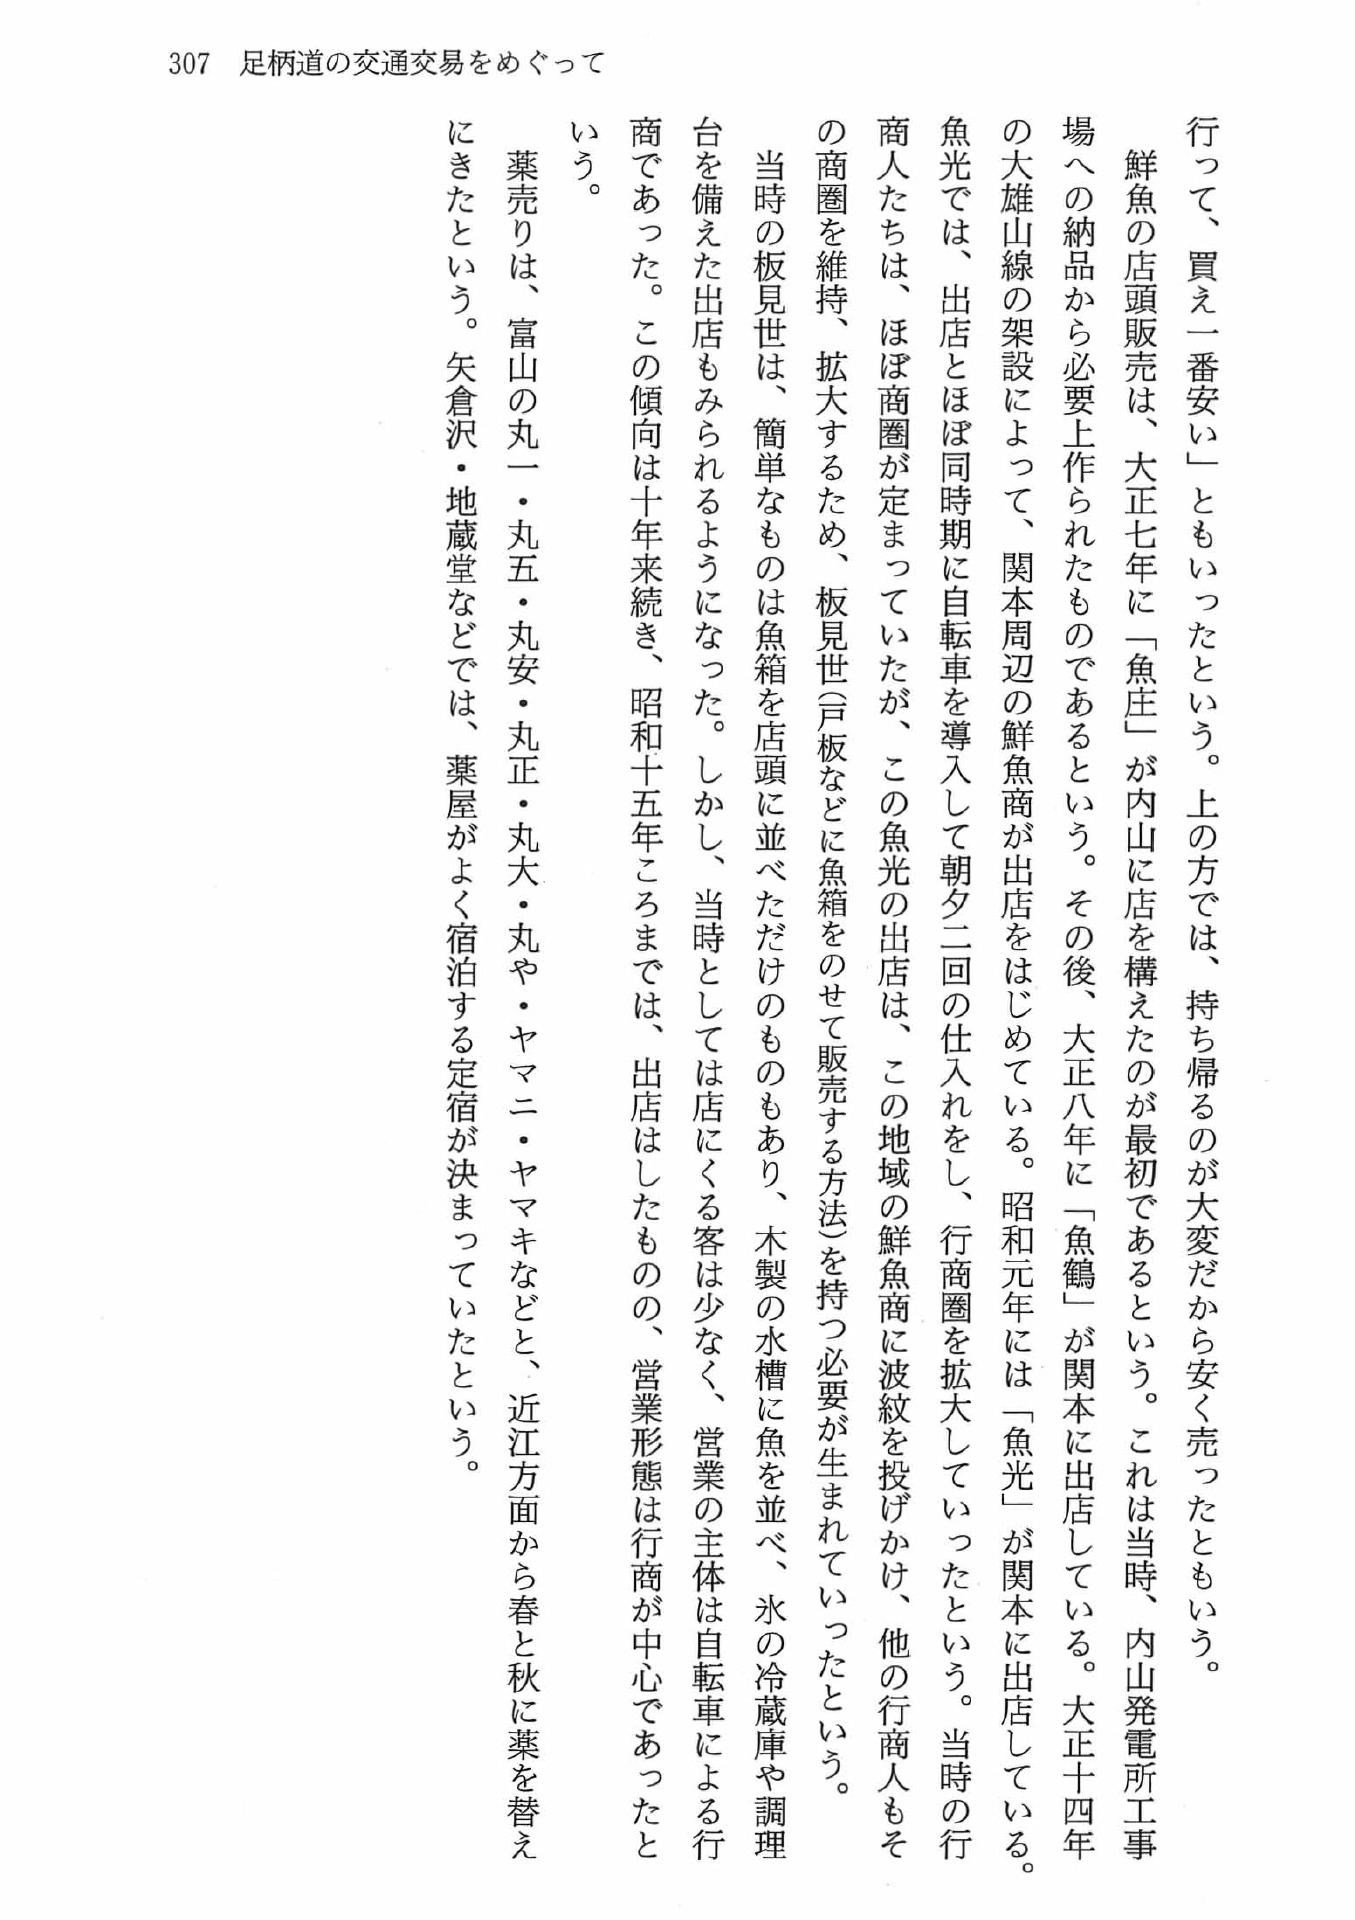 307　足柄道の交通交易をめぐって
行って、買え一番安い」ともいったという。上の方では、持ち帰るのが大変だから安く売ったともいう。
　鮮魚の店頭販売は、大正七年に「魚庄」が内山に店を構えたのが最初であるという。これは当時、内山発電所工事
場への納品から必要上作られたものであるという。その後、大正八年に「魚鶴」が関本に出店している。大正十四年
の大雄山線の架設によって、関本周辺の鮮魚商が出店をはじめている。昭和元年には「魚光」が関本に出店している。
魚光では、出店とほぼ同時期に自転車を導入して朝夕二回の仕入れをし、行商圏を拡大していったという。当時の行
商人たちは、ほぼ商圏が定まっていたが、この魚光の出店は、この地域の鮮魚商に波紋を投げかけ、他の行商人もそ
の商圏を維持、拡大するため、板見世（戸板などに魚箱をのせて販売する方法）を持つ必要が生まれていったという。
　当時の板見世は、簡単なものは魚箱を店頭に並べただけのものもあり、木製の水槽に魚を並べ、氷の冷蔵庫や調理
台を備えた出店もみられるようになった。しかし、当時としては店にくる客は少なく、営業の主体は自転車による行
商であった。この傾向は十年来続き、昭和十五年ころまでは、出店はしたものの、営業形態は行商が中心であったと
いう。
　薬売りは、富山の丸一・丸五・丸安・丸正・丸大・丸や・ヤマニ・ヤマキなどと、近江方面から春と秋に薬を替え
にきたという。矢倉沢・地蔵堂などでは、薬屋がよく宿泊する定宿が決まっていたという。